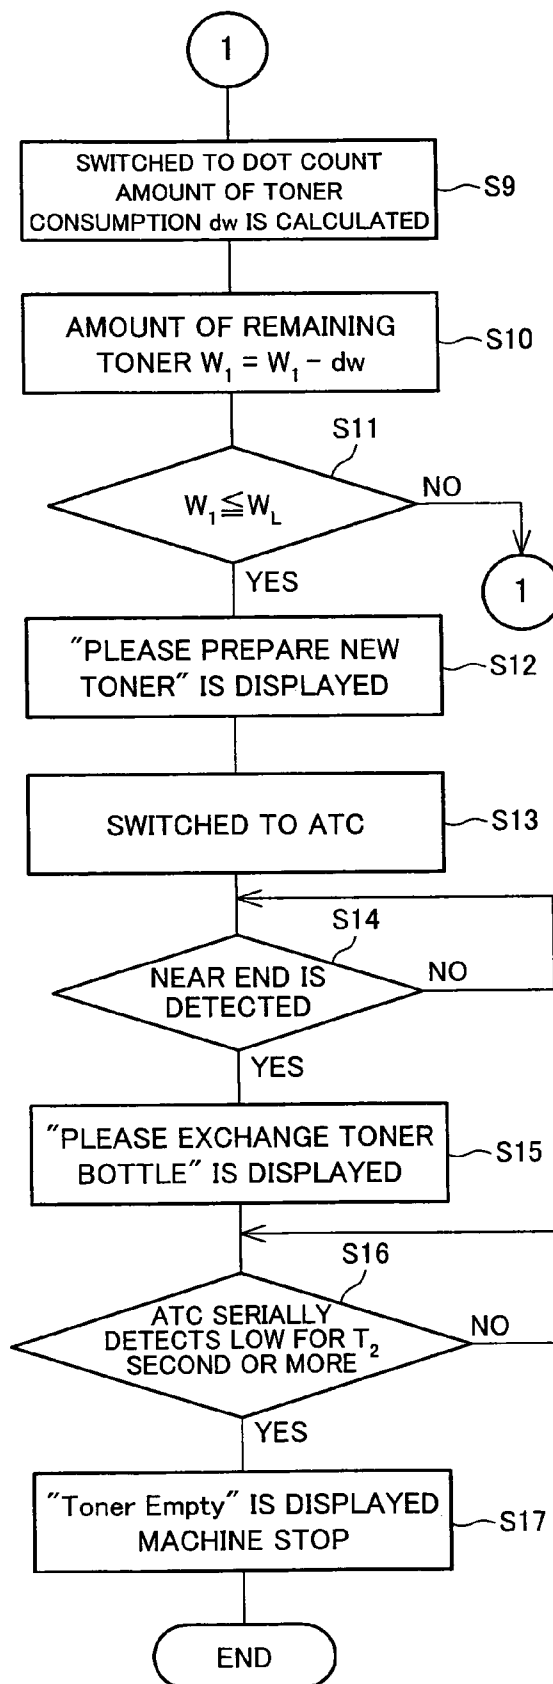 1
SWITCHED TO DOT COUNT
AMOUNT OF TONER
CONSUMPTION dw IS CALCULATED
S9
AMOUNT OF REMAINING
TONER W₁ = W₁ - dw
S10
S11
W₁≦W_L
NO
1
YES
"PLEASE PREPARE NEW
TONER" IS DISPLAYED
S12
SWITCHED TO ATC
S13
S14
NEAR END IS
DETECTED
NO
YES
"PLEASE EXCHANGE TONER
BOTTLE" IS DISPLAYED
S15
S16
ATC SERIALLY
DETECTS LOW FOR T₂
SECOND OR MORE
NO
YES
"Toner Empty" IS DISPLAYED
MACHINE STOP
S17
END